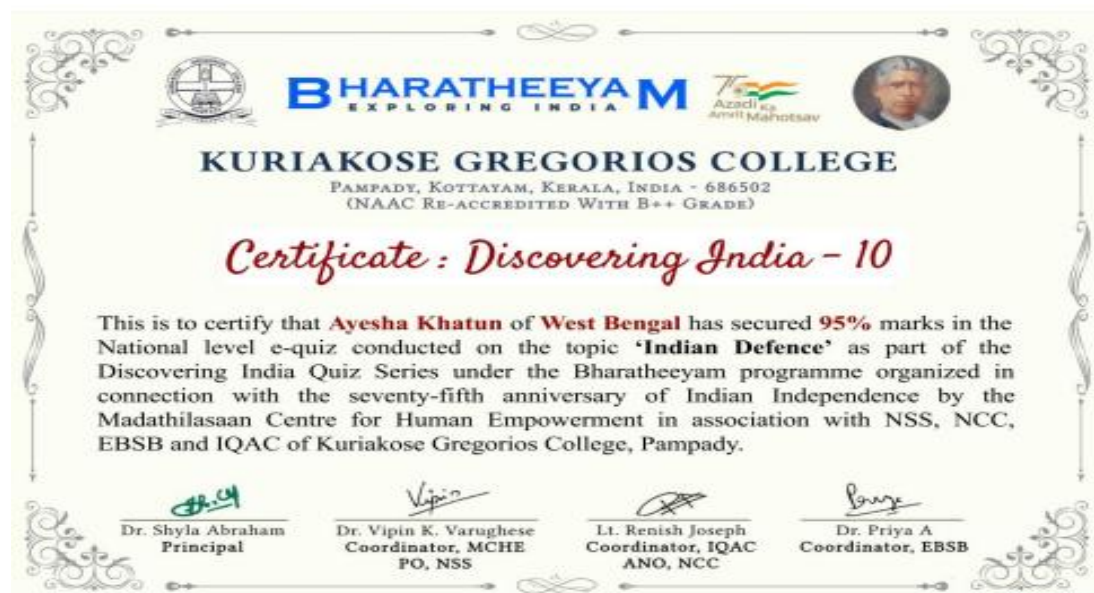 BHARATHEEYAM
EXPLORING INDIA
75
Azadi Ka
Amrit Mahotsav
KURIAKOSE GREGORIOS COLLEGE
PAMPADY, KOTTAYAM, KERALA, INDIA - 686502
(NAAC RE-ACCREDITED WITH B++ GRADE)
Certificate : Discovering India - 10
This is to certify that Ayesha Khatun of West Bengal has secured 95% marks in the
National level e-quiz conducted on the topic ‘Indian Defence’ as part of the
Discovering India Quiz Series under the Bharatheeyam programme organized in
connection with the seventy-fifth anniversary of Indian Independence by the
Madathilasaan Centre for Human Empowerment in association with NSS, NCC,
EBSB and IQAC of Kuriakose Gregorios College, Pampady.
Vipin
Dr. Shyla Abraham Dr. Vipin K. Varughese Lt. Renish Joseph Dr. Priya A
Principal Coordinator, MCHE Coordinator, IQAC Coordinator, EBSB
PO, NSS ANO, NCC